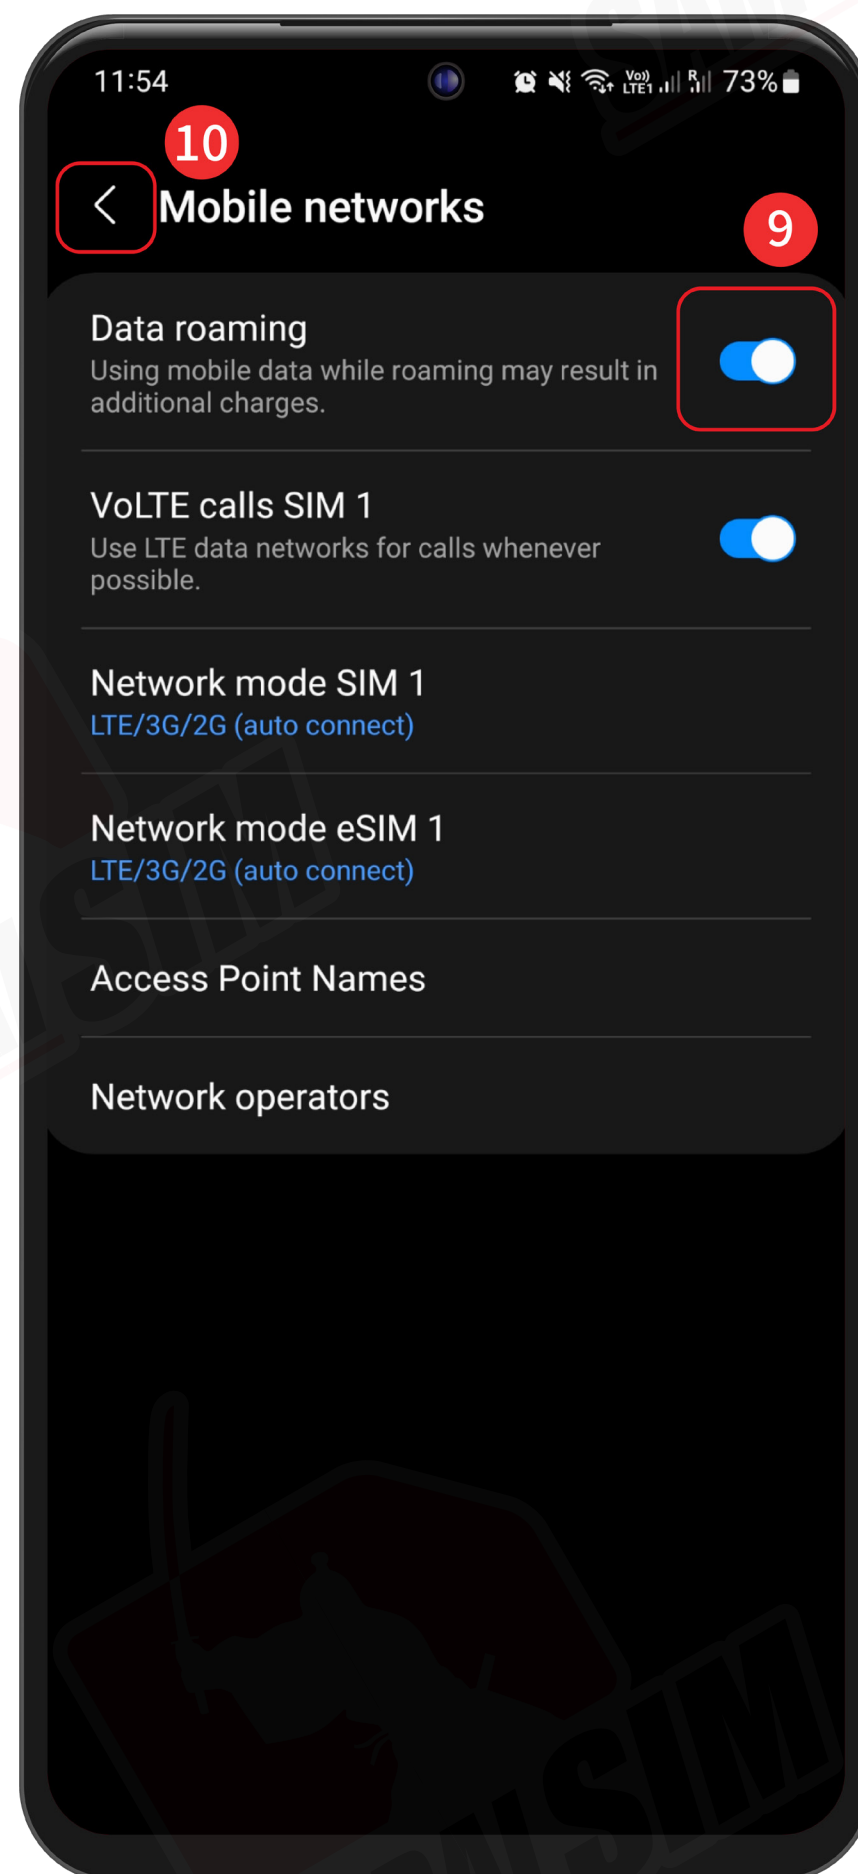 11:54
Vo)) LTE1 R 73%
10
Mobile networks
9
Data roaming
Using mobile data while roaming may result in
additional charges.
VoLTE calls SIM 1
Use LTE data networks for calls whenever
possible.
Network mode SIM 1
LTE/3G/2G (auto connect)
Network mode eSIM 1
LTE/3G/2G (auto connect)
Access Point Names
Network operators